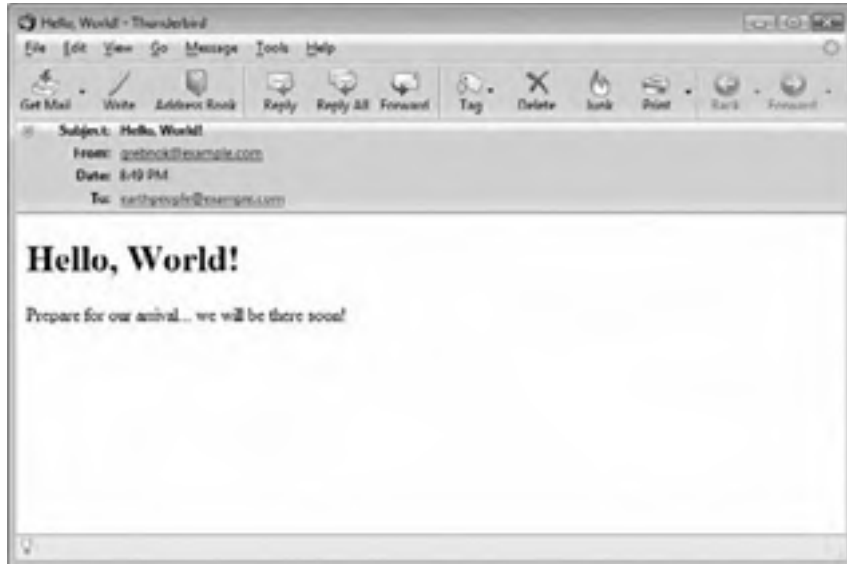 Hello, World! - Thunderbird
File Edit View Go Message Tools Help
Get Mail Write Address Book Reply Reply All Forward Tag Delete Junk Print Back Forward
Subject: Hello, World!
From: grebnok@example.com
Date: 8:49 PM
To: earthpeople@example.com
Hello, World!
Prepare for our arrival... we will be there soon!